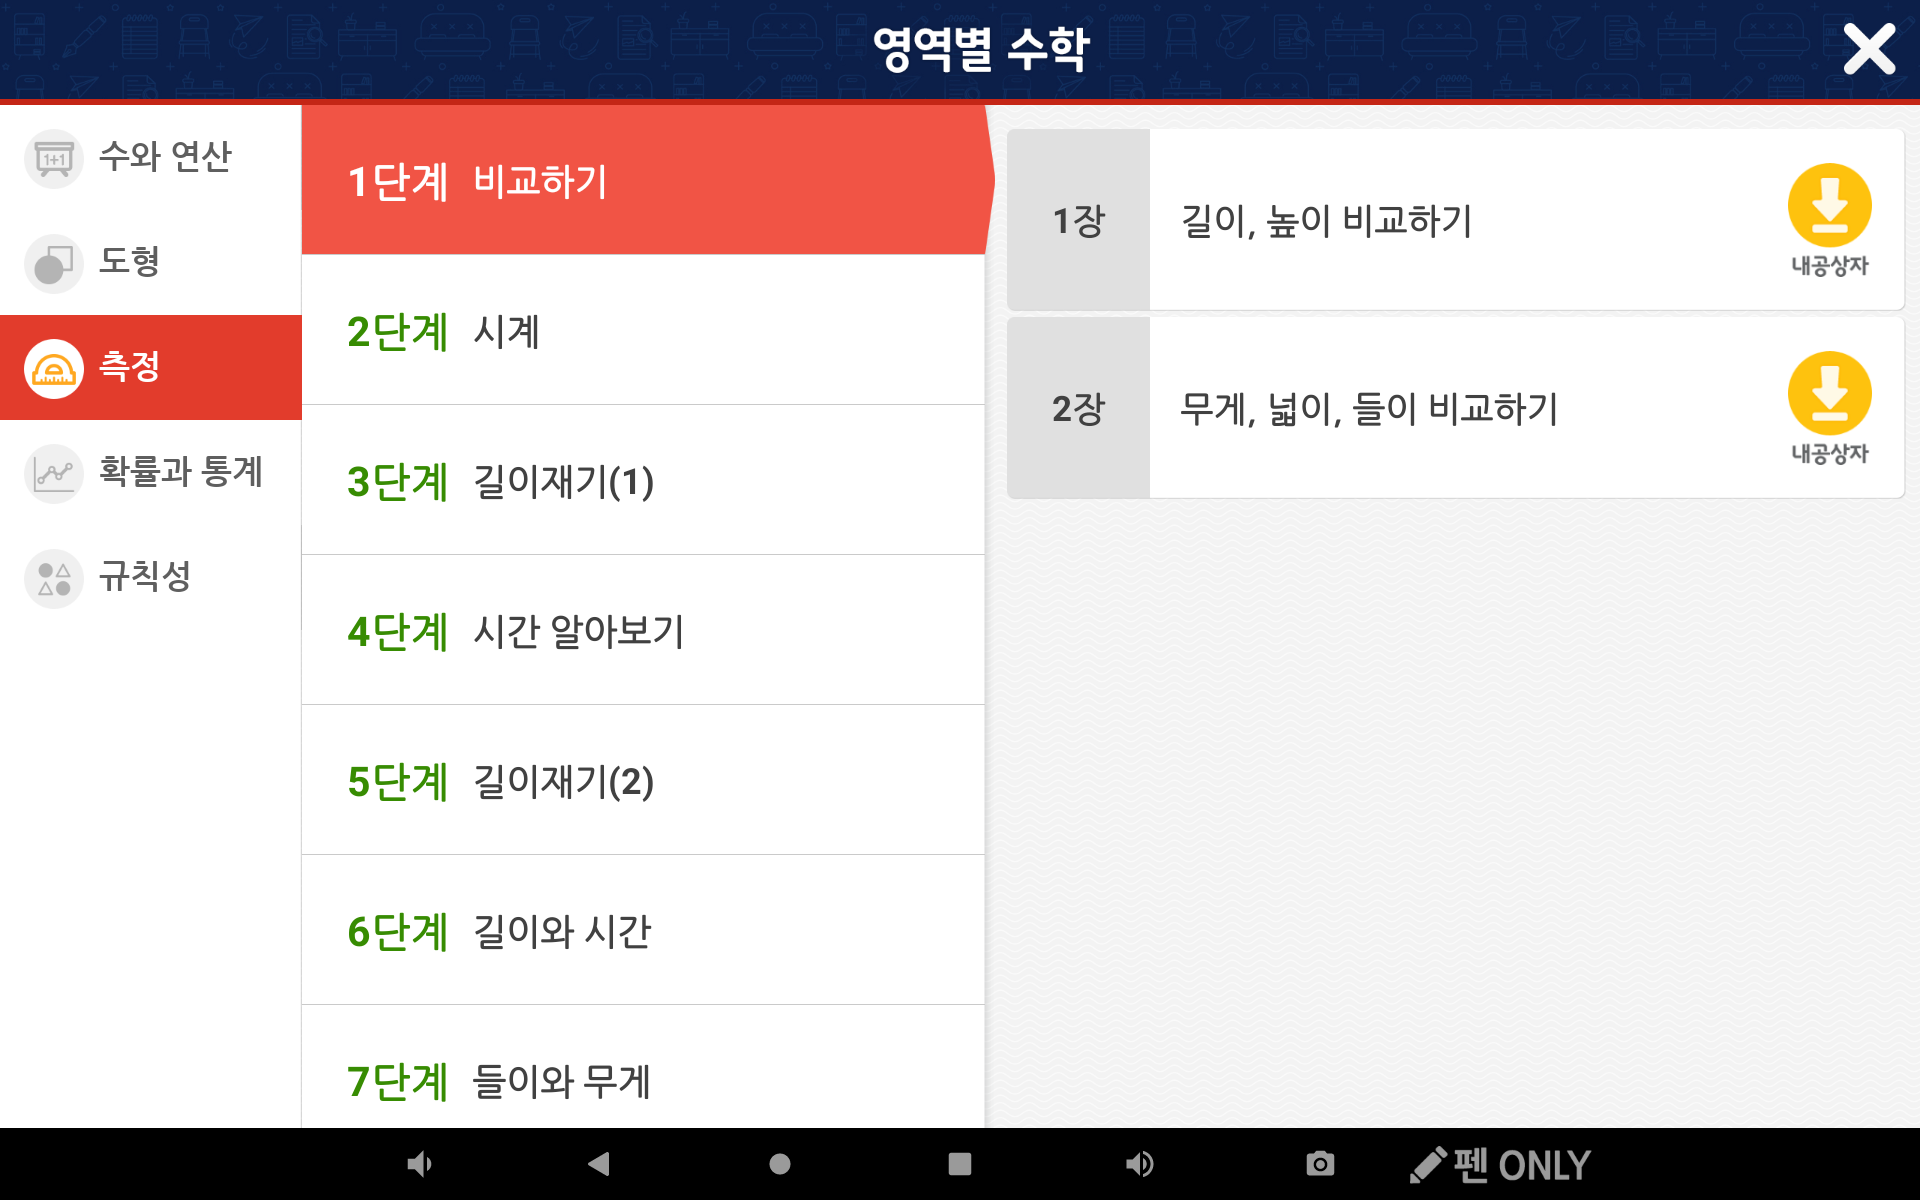 영역별 수학
1+1
수와 연산
도형
측정
확률과 통계
규칙성
1단계 비교하기
2단계 시계
3단계 길이재기(1)
4단계 시간 알아보기
5단계 길이재기(2)
6단계 길이와 시간
7단계 들이와 무게
1장 길이, 높이 비교하기
내공상자
2장 무게, 넓이, 들이 비교하기
내공상자
펜 ONLY